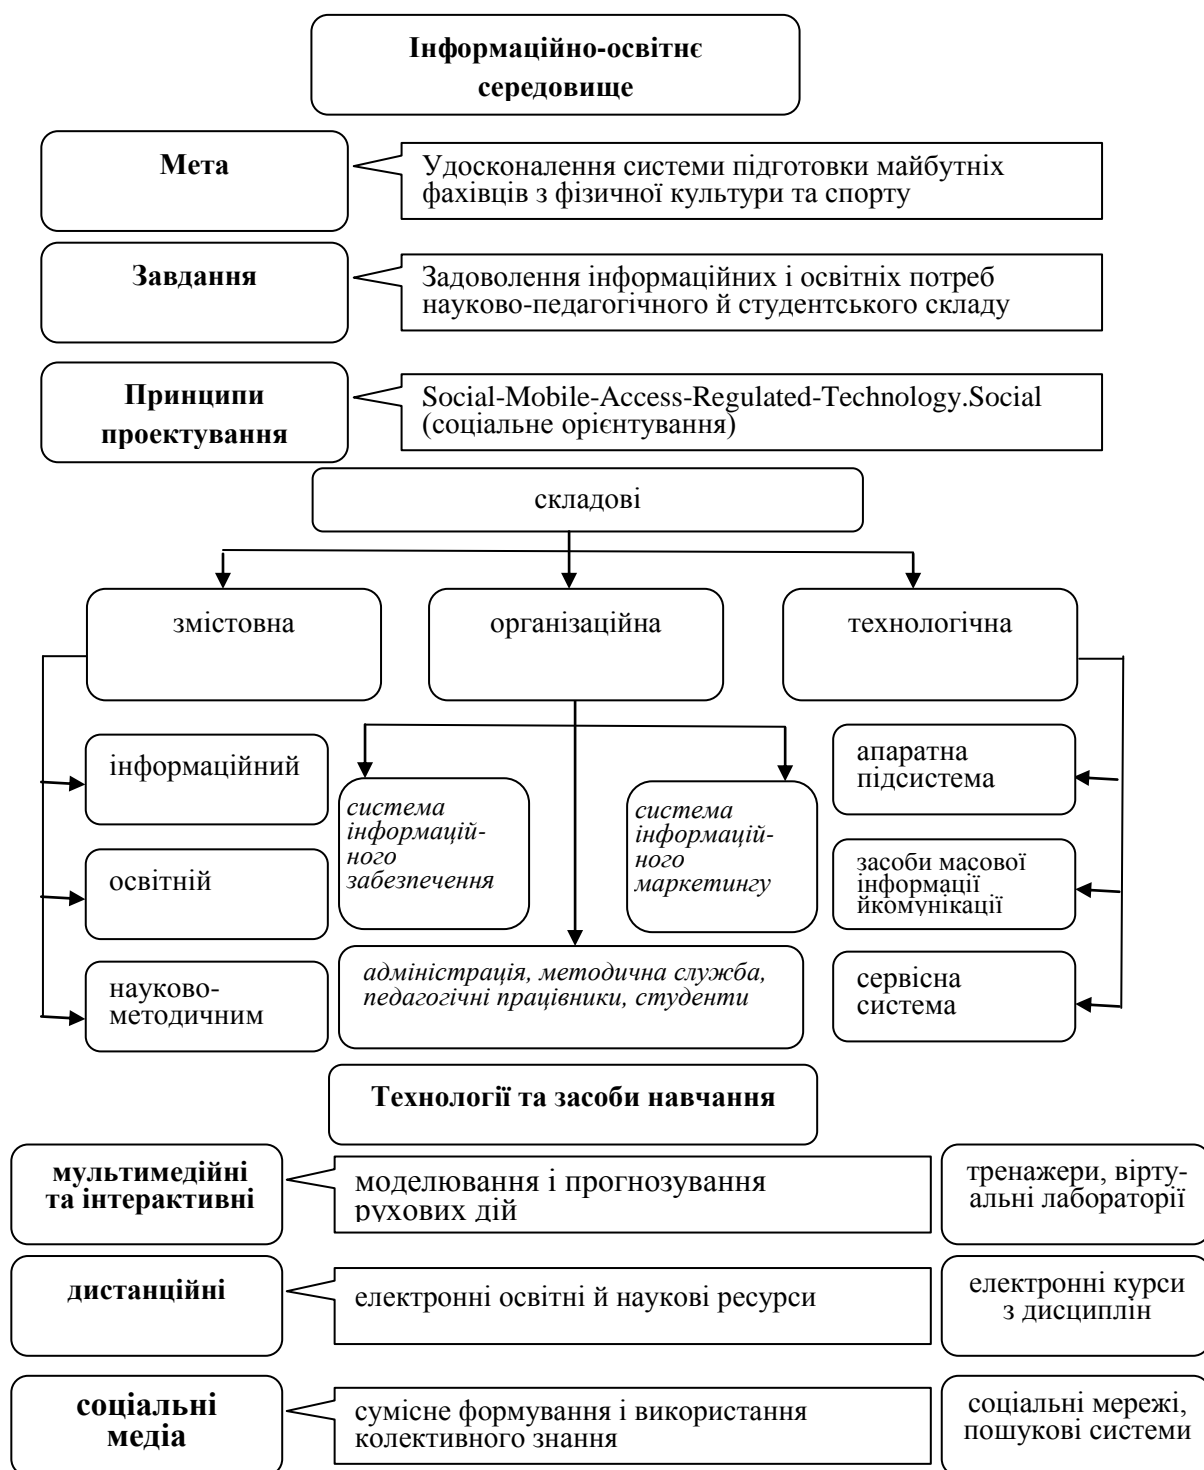 Інформаційно-освітнє
середовище
Мета
Удосконалення системи підготовки майбутніх
фахівців з фізичної культури та спорту
Завдання
Задоволення інформаційних і освітніх потреб
науково-педагогічного й студентського складу
Принципи
проектування
Social-Mobile-Access-Regulated-Technology.Social
(соціальне орієнтування)
складові
змістовна
організаційна
технологічна
інформаційний
освітній
науково-
методичним
система
інформацій-
ного
забезпечення
система
інформацій-
ного
маркетингу
адміністрація, методична служба,
педагогічні працівники, студенти
апаратна
підсистема
засоби масової
інформації
йкомунікації
сервісна
система
Технології та засоби навчання
мультимедійні
та інтерактивні
моделювання і прогнозування
рухових дій
тренажери, вірту-
альні лабораторії
дистанційні
електронні освітні й наукові ресурси
електронні курси
з дисциплін
соціальні
медіа
сумісне формування і використання
колективного знання
соціальні мережі,
пошукові системи